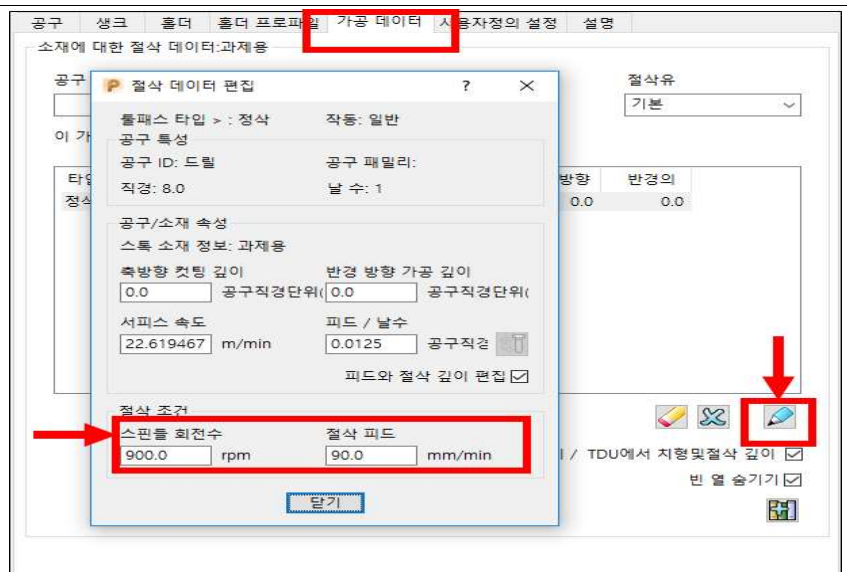 공구 생크 홀더 홀더 프로파일 가공 데이터 사용자정의 설정 설명
소재에 대한 절삭 데이터:과제용
공구
절삭유
기본
이 가
타입
방향 반경의
정삭
0.0 0.0
절삭 데이터 편집 ? ×
툴패스 타입 > : 정삭 작동: 일반
공구 특성
공구 ID: 드릴 공구 패밀리:
직경: 8.0 날 수: 1
공구/소재 속성
스톡 소재 정보: 과제용
축방향 컷팅 깊이 반경 방향 가공 깊이
0.0 공구직경단위( 0.0 공구직경단위(
서피스 속도 피드 / 날수
22.619467 m/min 0.0125 공구직경
피드와 절삭 깊이 편집
절삭 조건
스핀들 회전수 절삭 피드
900.0 rpm 90.0 mm/min
닫기
/ TDU에서 치형및절삭 깊이
빈 열 숨기기